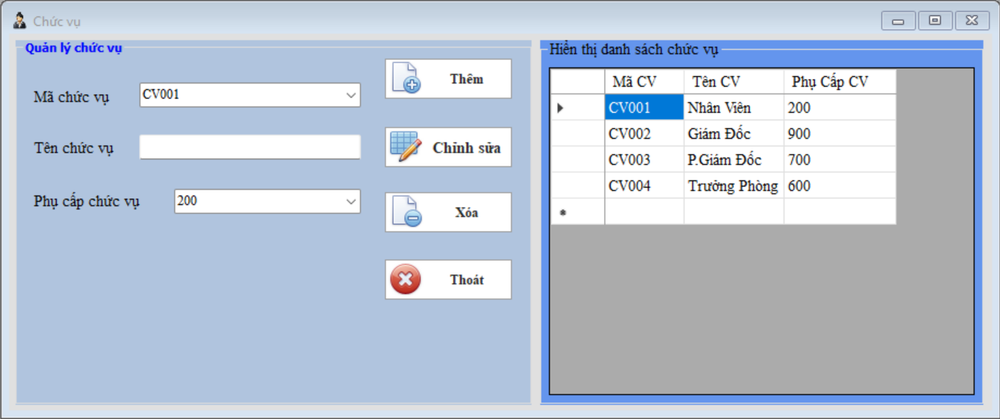 Chức vụ
Quản lý chức vụ
Mã chức vụ CV001
Tên chức vụ
Phụ cấp chức vụ 200
Thêm
Chỉnh sửa
Xóa
Thoát
Hiển thị danh sách chức vụ
Mã CV Tên CV Phụ Cấp CV
CV001 Nhân Viên 200
CV002 Giám Đốc 900
CV003 P.Giám Đốc 700
CV004 Trưởng Phòng 600